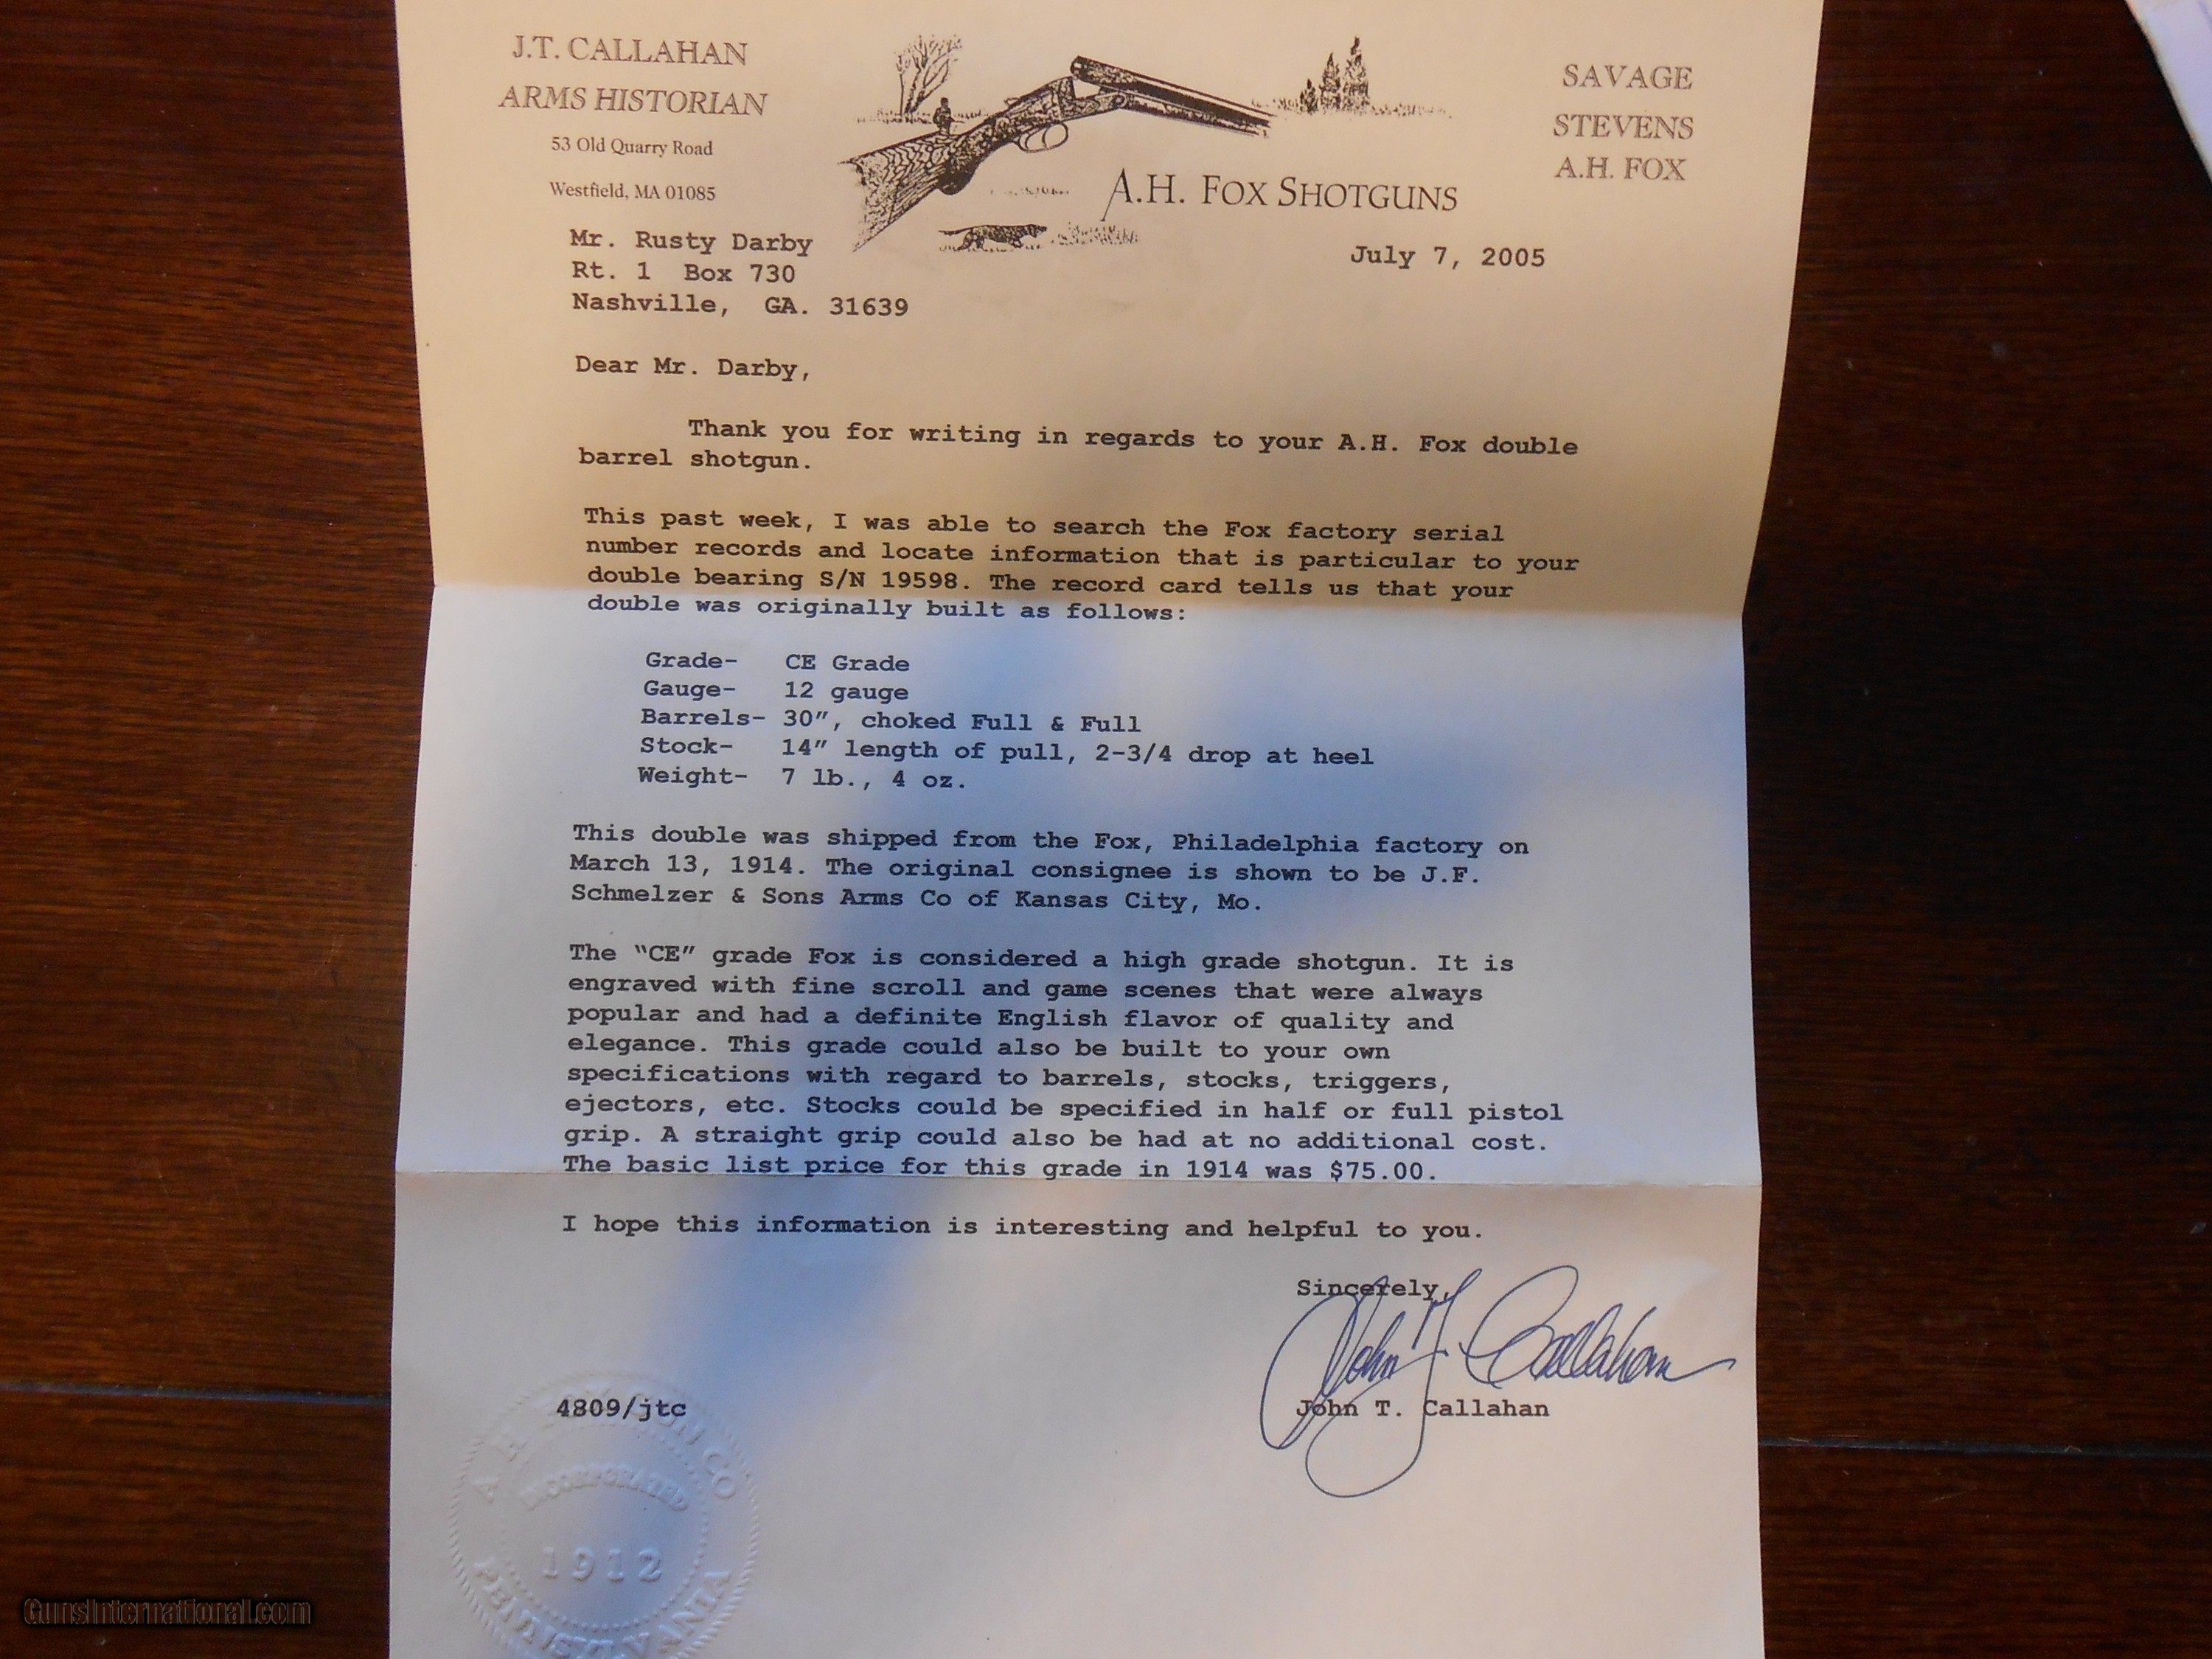 J.T. CALLAHAN
ARMS HISTORIAN
53 Old Quarry Road
Westfield, MA 01085
A.H. FOX SHOTGUNS
SAVAGE
STEVENS
A.H. FOX
Mr. Rusty Darby
Rt. 1 Box 730
Nashville, GA. 31639
July 7, 2005
Dear Mr. Darby,
Thank you for writing in regards to your A.H. Fox double
barrel shotgun.
This past week, I was able to search the Fox factory serial
number records and locate information that is particular to your
double bearing S/N 19598. The record card tells us that your
double was originally built as follows:
Grade- CE Grade
Gauge- 12 gauge
Barrels- 30", choked Full & Full
Stock- 14" length of pull, 2-3/4 drop at heel
Weight- 7 lb., 4 oz.
This double was shipped from the Fox, Philadelphia factory on
March 13, 1914. The original consignee is shown to be J.F.
Schmelzer & Sons Arms Co of Kansas City, Mo.
The "CE" grade Fox is considered a high grade shotgun. It is
engraved with fine scroll and game scenes that were always
popular and had a definite English flavor of quality and
elegance. This grade could also be built to your own
specifications with regard to barrels, stocks, triggers,
ejectors, etc. Stocks could be specified in half or full pistol
grip. A straight grip could also be had at no additional cost.
The basic list price for this grade in 1914 was $75.00.
I hope this information is interesting and helpful to you.
Sincerely,
John T. Callahan
John T. Callahan
4809/jtc
A H GUN CO
INCORPORATED
1912
PENNSYLVANIA
GunsInternational.com